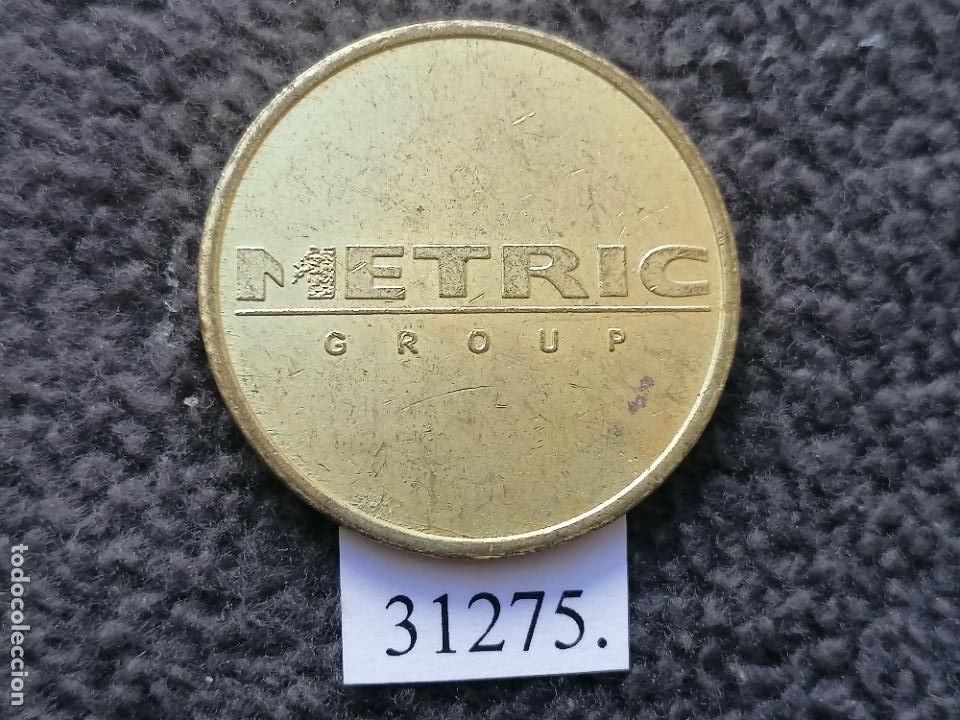 METRIC
GROUP
31275.
todocoleccion